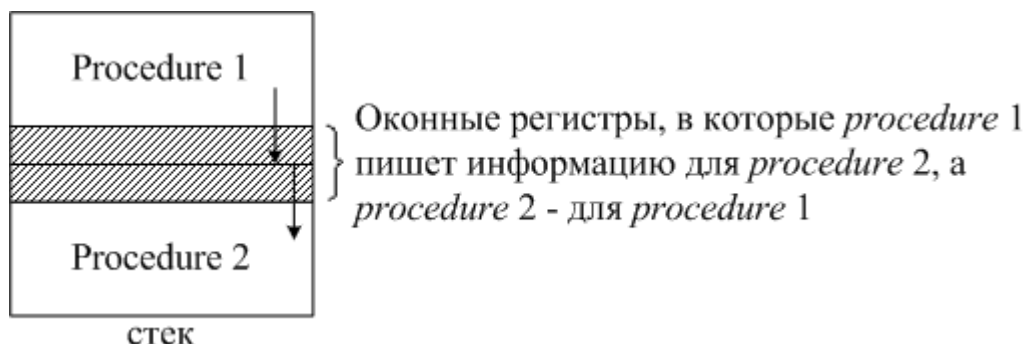 Procedure 1
Оконные регистры, в которые procedure 1
пишет информацию для procedure 2, а
procedure 2 - для procedure 1
Procedure 2
стек